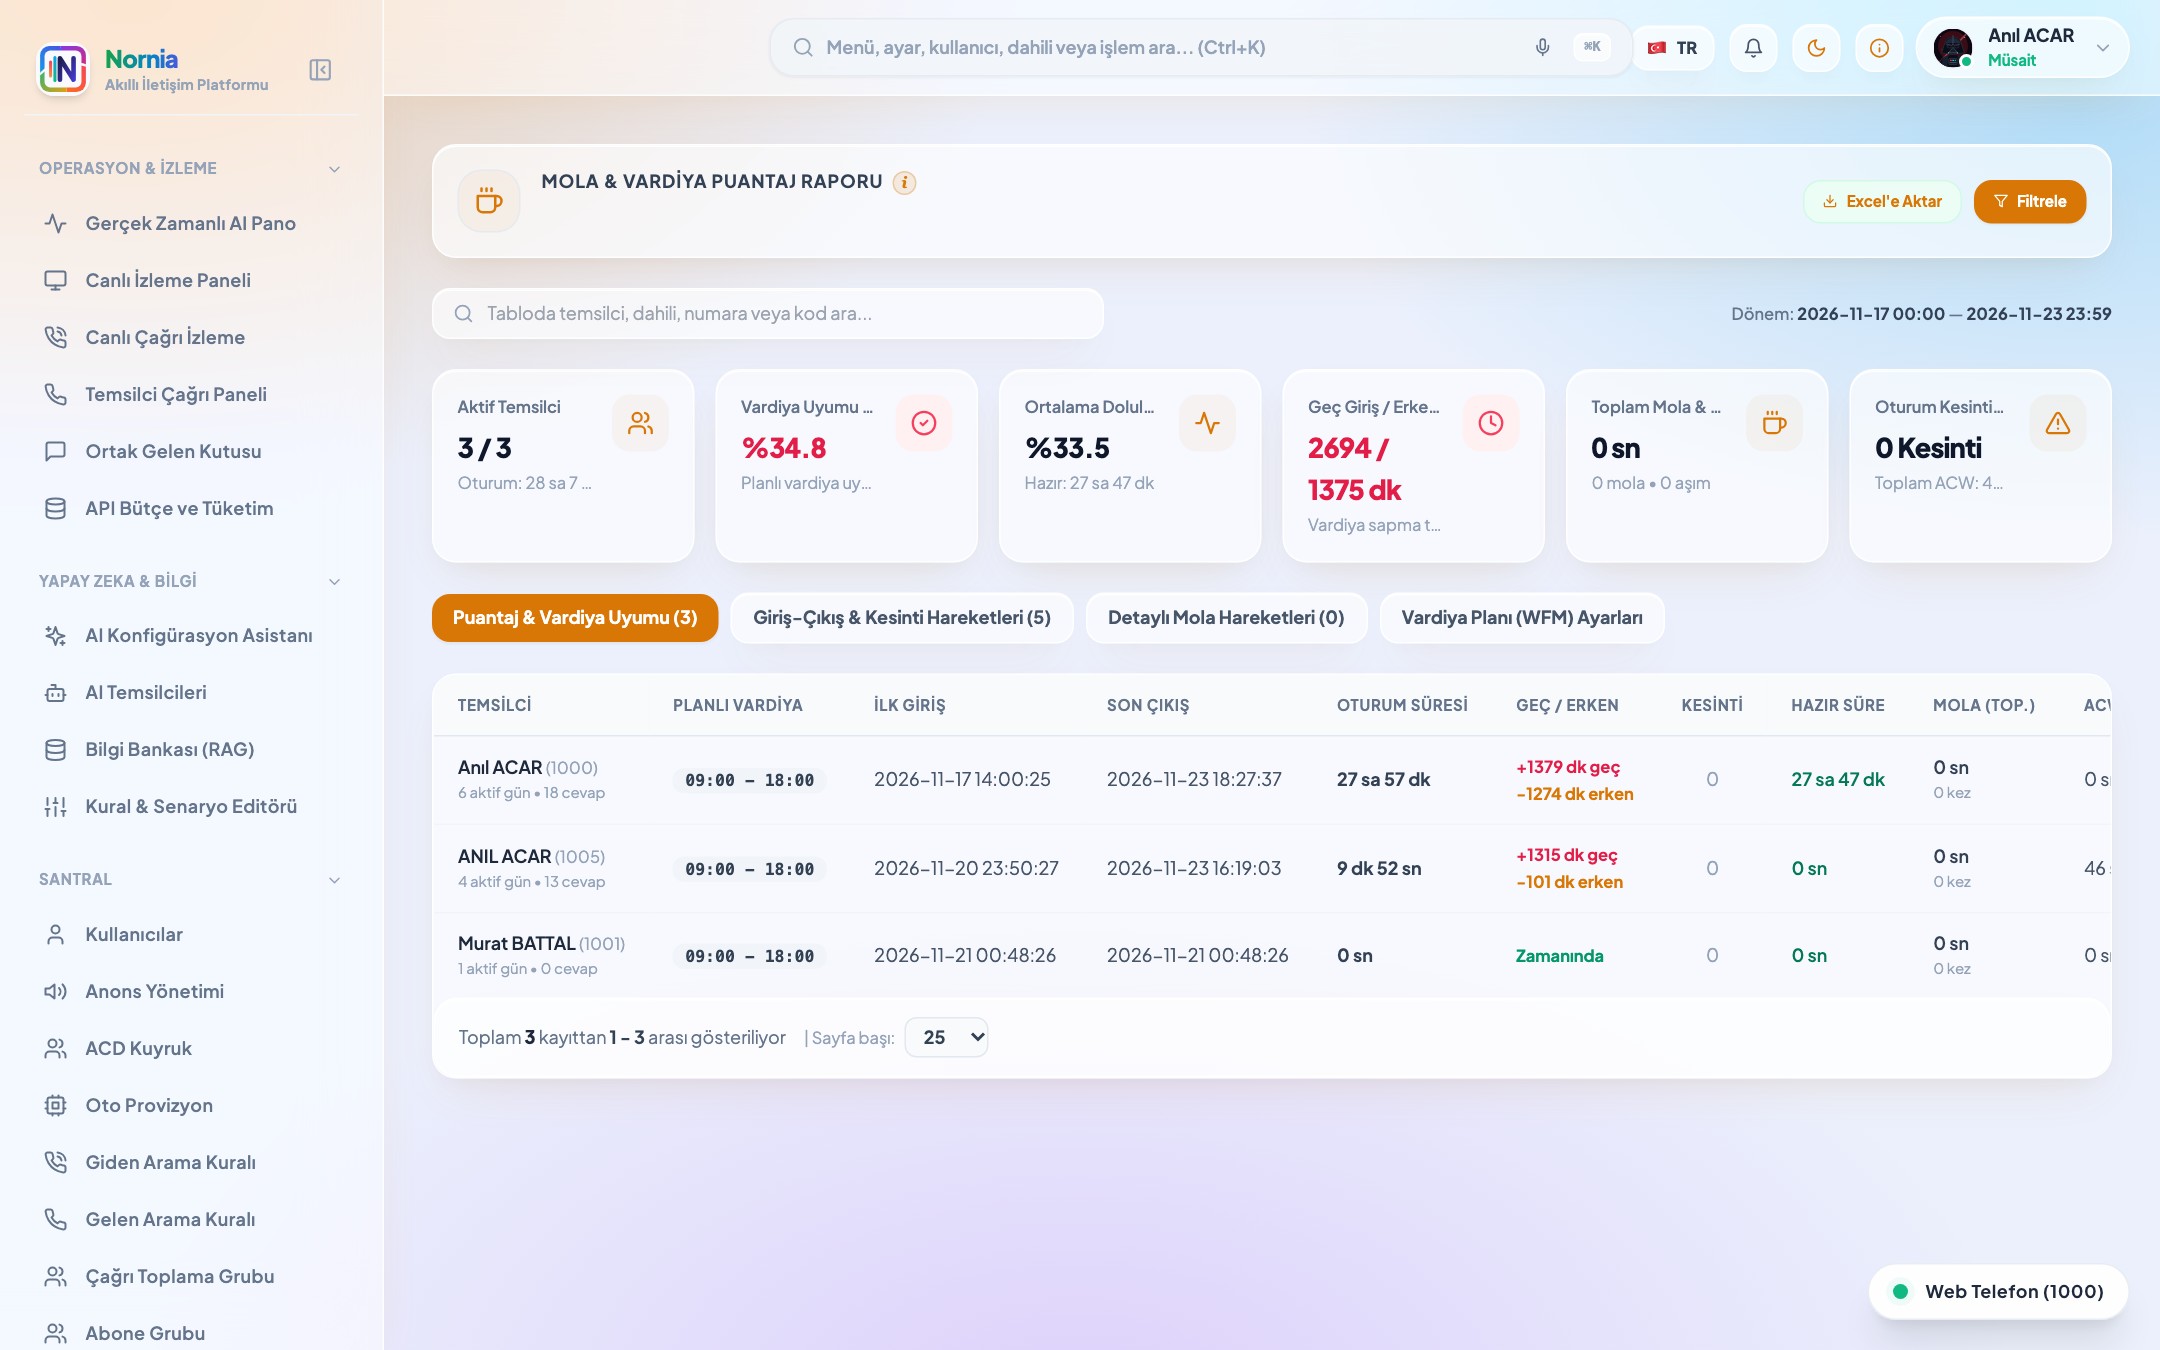 Nornia
Akıllı İletişim Platformu
Menü, ayar, kullanıcı, dahili veya işlem ara... (Ctrl+K)
⌘K
TR
Anıl ACAR
Müsait
OPERASYON & İZLEME
Gerçek Zamanlı AI Pano
Canlı İzleme Paneli
Canlı Çağrı İzleme
Temsilci Çağrı Paneli
Ortak Gelen Kutusu
API Bütçe ve Tüketim
YAPAY ZEKA & BİLGİ
AI Konfigürasyon Asistanı
AI Temsilcileri
Bilgi Bankası (RAG)
Kural & Senaryo Editörü
SANTRAL
Kullanıcılar
Anons Yönetimi
ACD Kuyruk
Oto Provizyon
Giden Arama Kuralı
Gelen Arama Kuralı
Çağrı Toplama Grubu
Abone Grubu
MOLA & VARDİYA PUANTAJ RAPORU
Excel'e Aktar
Filtrele
Tabloda temsilci, dahili, numara veya kod ara...
Dönem: 2026-11-17 00:00 — 2026-11-23 23:59
Aktif Temsilci
3 / 3
Oturum: 28 sa 7 ...
Vardiya Uyumu ...
%34.8
Planlı vardiya uy...
Ortalama Dolul...
%33.5
Hazır: 27 sa 47 dk
Geç Giriş / Erke...
2694 /
1375 dk
Vardiya sapma t...
Toplam Mola & ...
0 sn
0 mola • 0 aşım
Oturum Kesinti...
0 Kesinti
Toplam ACW: 4...
Puantaj & Vardiya Uyumu (3)
Giriş-Çıkış & Kesinti Hareketleri (5)
Detaylı Mola Hareketleri (0)
Vardiya Planı (WFM) Ayarları
TEMSİLCİ PLANLI VARDİYA İLK GİRİŞ SON ÇIKIŞ OTURUM SÜRESİ GEÇ / ERKEN KESİNTİ HAZIR SÜRE MOLA (TOP.)
Anıl ACAR (1000)
6 aktif gün • 18 cevap
09:00 - 18:00
2026-11-17 14:00:25
2026-11-23 18:27:37
27 sa 57 dk
+1379 dk geç
-1274 dk erken
0
27 sa 47 dk
0 sn
0 kez
0
ANIL ACAR (1005)
4 aktif gün • 13 cevap
09:00 - 18:00
2026-11-20 23:50:27
2026-11-23 16:19:03
9 dk 52 sn
+1315 dk geç
-101 dk erken
0
0 sn
0 sn
0 kez
46
Murat BATTAL (1001)
1 aktif gün • 0 cevap
09:00 - 18:00
2026-11-21 00:48:26
2026-11-21 00:48:26
0 sn
Zamanında
0
0 sn
0 sn
0 kez
0
Toplam 3 kayıttan 1 - 3 arası gösteriliyor | Sayfa başı: 25
Web Telefon (1000)